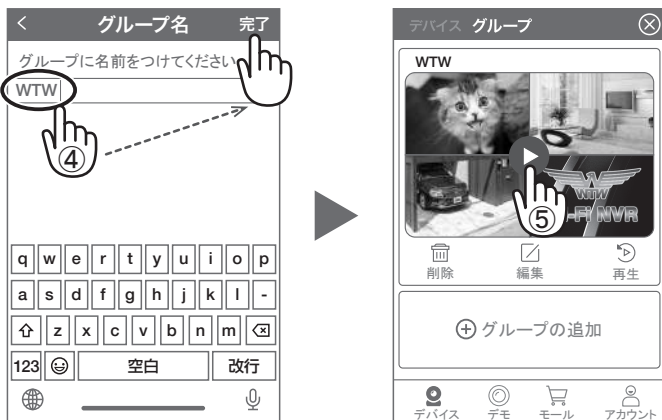 グループ名
完了
グループに名前をつけてください
WTW
④
q w e r t y u i o p
a s d f g h j k l -
z x c v b n m
123 空白 改行
デバイス グループ
WTW
WTW
-Fi NVR
⑤
削除 編集 再生
グループの追加
デバイス デモ モール アカウント